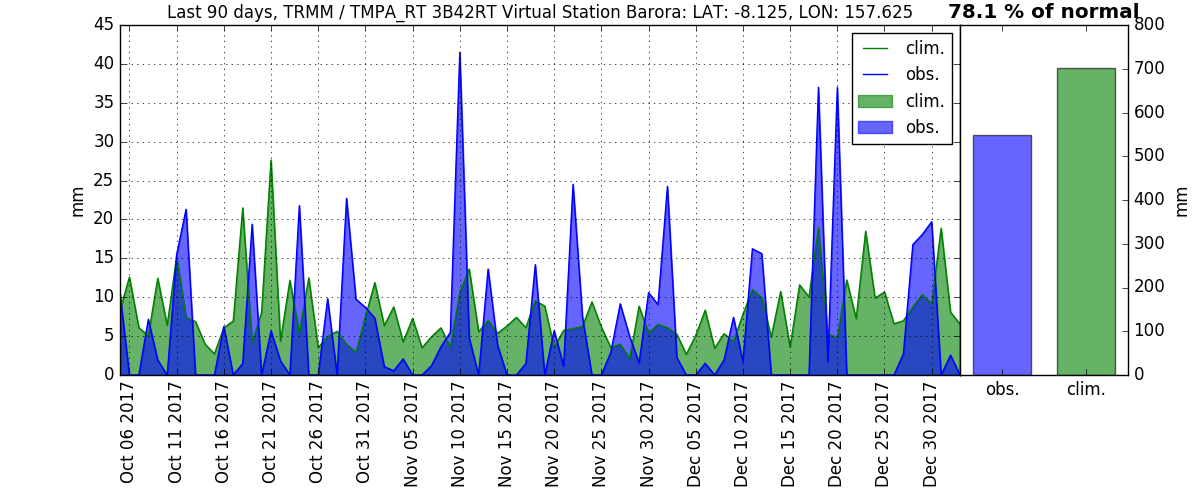 Last 90 days, TRMM / TMPA_RT 3B42RT Virtual Station Barora: LAT: -8.125, LON: 157.625
78.1 % of normal
45
40
35
30
25
20
15
10
5
0
mm
clim.
obs.
clim.
obs.
800
700
600
500
400
300
200
100
0
mm
obs.
clim.
Oct 06 2017
Oct 11 2017
Oct 16 2017
Oct 21 2017
Oct 26 2017
Oct 31 2017
Nov 05 2017
Nov 10 2017
Nov 15 2017
Nov 20 2017
Nov 25 2017
Nov 30 2017
Dec 05 2017
Dec 10 2017
Dec 15 2017
Dec 20 2017
Dec 25 2017
Dec 30 2017